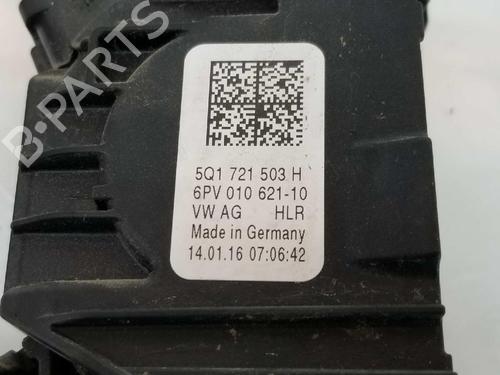 5Q1 721 503 H
6PV 010 621-10
VW AG HLR
Made in Germany
14.01.16 07:06:42
B-PARTS